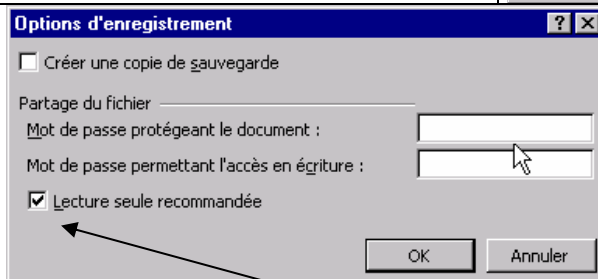 Options d'enregistrement
Créer une copie de sauvegarde
Partage du fichier
Mot de passe protégeant le document :
Mot de passe permettant l'accès en écriture :
Lecture seule recommandée
OK Annuler